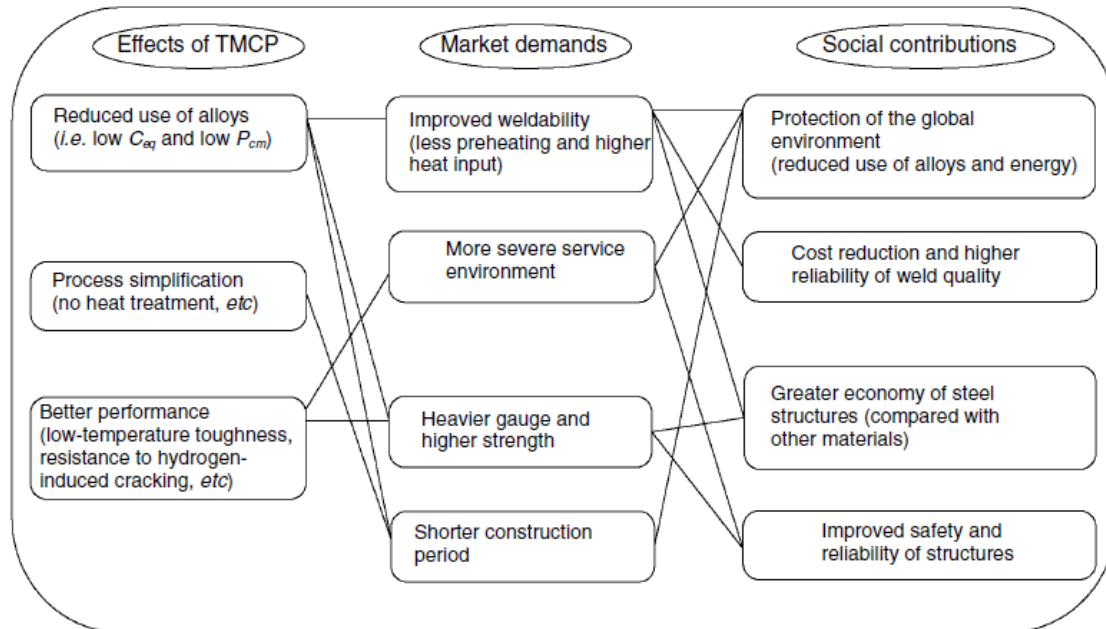 Effects of TMCP
Market demands
Social contributions
Reduced use of alloys
(i.e. low Ceq and low Pcm)
Process simplification
(no heat treatment, etc)
Better performance
(low-temperature toughness,
resistance to hydrogen-
induced cracking, etc)
Improved weldability
(less preheating and higher
heat input)
More severe service
environment
Heavier gauge and
higher strength
Shorter construction
period
Protection of the global
environment
(reduced use of alloys and energy)
Cost reduction and higher
reliability of weld quality
Greater economy of steel
structures (compared with
other materials)
Improved safety and
reliability of structures